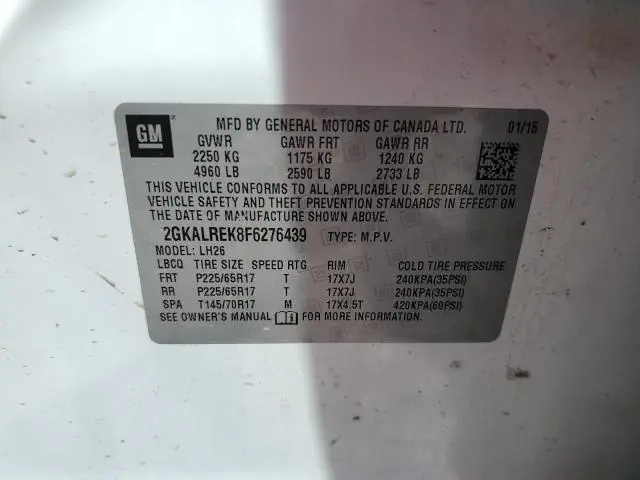 GM
MFD BY GENERAL MOTORS OF CANADA LTD. 01/15
GVWR GAWR FRT GAWR RR
2250 KG 1175 KG 1240 KG
4960 LB 2590 LB 2733 LB
THIS VEHICLE CONFORMS TO ALL APPLICABLE U.S. FEDERAL MOTOR
VEHICLE SAFETY AND THEFT PREVENTION STANDARDS IN EFFECT ON
THE DATE OF MANUFACTURE SHOWN ABOVE.
2GKALREK8F6276439 TYPE: M.P.V.
MODEL: LH26
LBCQ TIRE SIZE SPEED RTG RIM COLD TIRE PRESSURE
FRT P225/65R17 T 17X7J 240KPA(35PSI)
RR P225/65R17 T 17X7J 240KPA(35PSI)
SPA T145/70R17 M 17X4.5T 420KPA(60PSI)
SEE OWNER'S MANUAL FOR MORE INFORMATION.